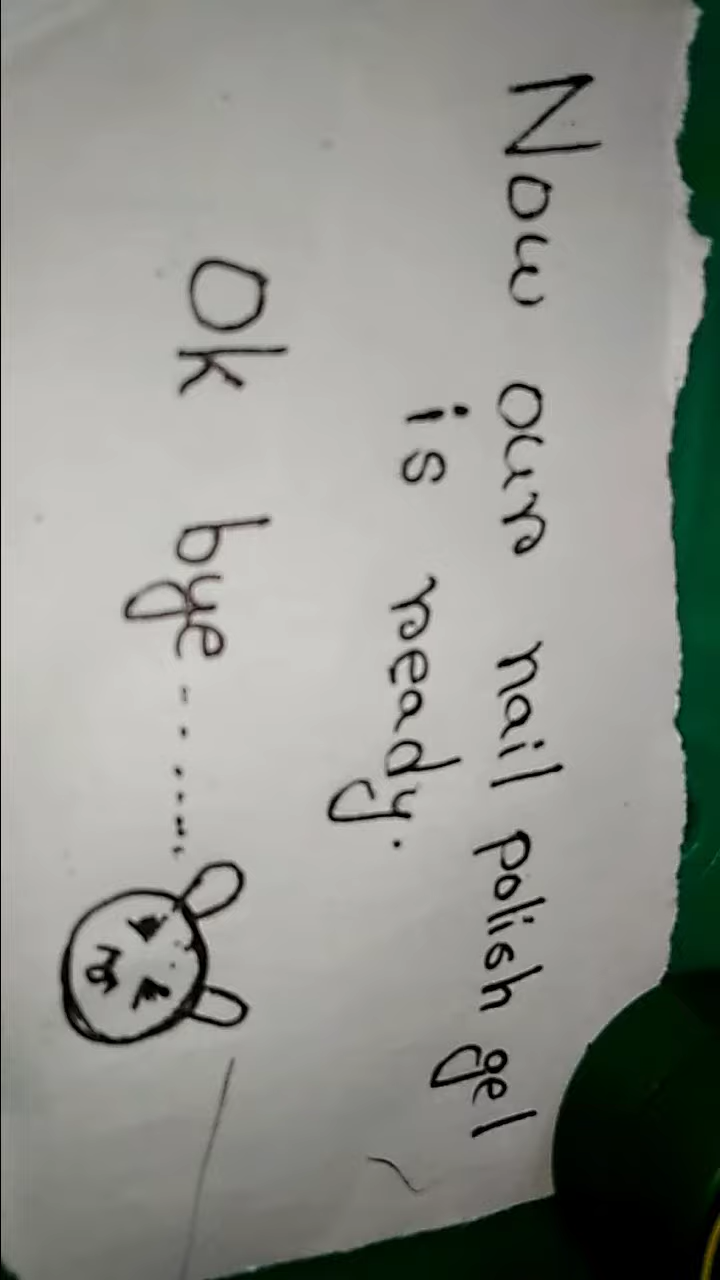 Now our nail polish gel
is ready.
Ok bye........